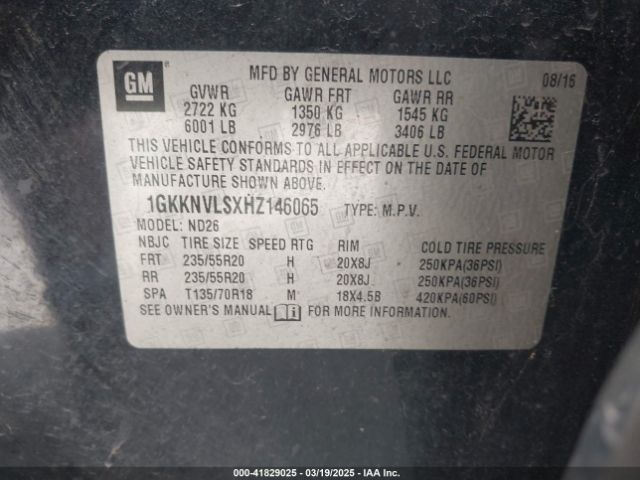 GM
MFD BY GENERAL MOTORS LLC 08/16
GVWR GAWR FRT GAWR RR
2722 KG 1350 KG 1545 KG
6001 LB 2976 LB 3406 LB
THIS VEHICLE CONFORMS TO ALL APPLICABLE U.S. FEDERAL MOTOR
VEHICLE SAFETY STANDARDS IN EFFECT ON THE DATE OF
MANUFACTURE SHOWN ABOVE.
1GKKNVLSXHZ146065 TYPE: M.P.V.
MODEL: ND26
NBJC TIRE SIZE SPEED RTG RIM COLD TIRE PRESSURE
FRT 235/55R20 H 20X8J 250KPA(36PSI)
RR 235/55R20 H 20X8J 250KPA(36PSI)
SPA T135/70R18 M 18X4.5B 420KPA(60PSI)
SEE OWNER'S MANUAL FOR MORE INFORMATION.
000-41829025 - 03/19/2025 - IAA Inc.